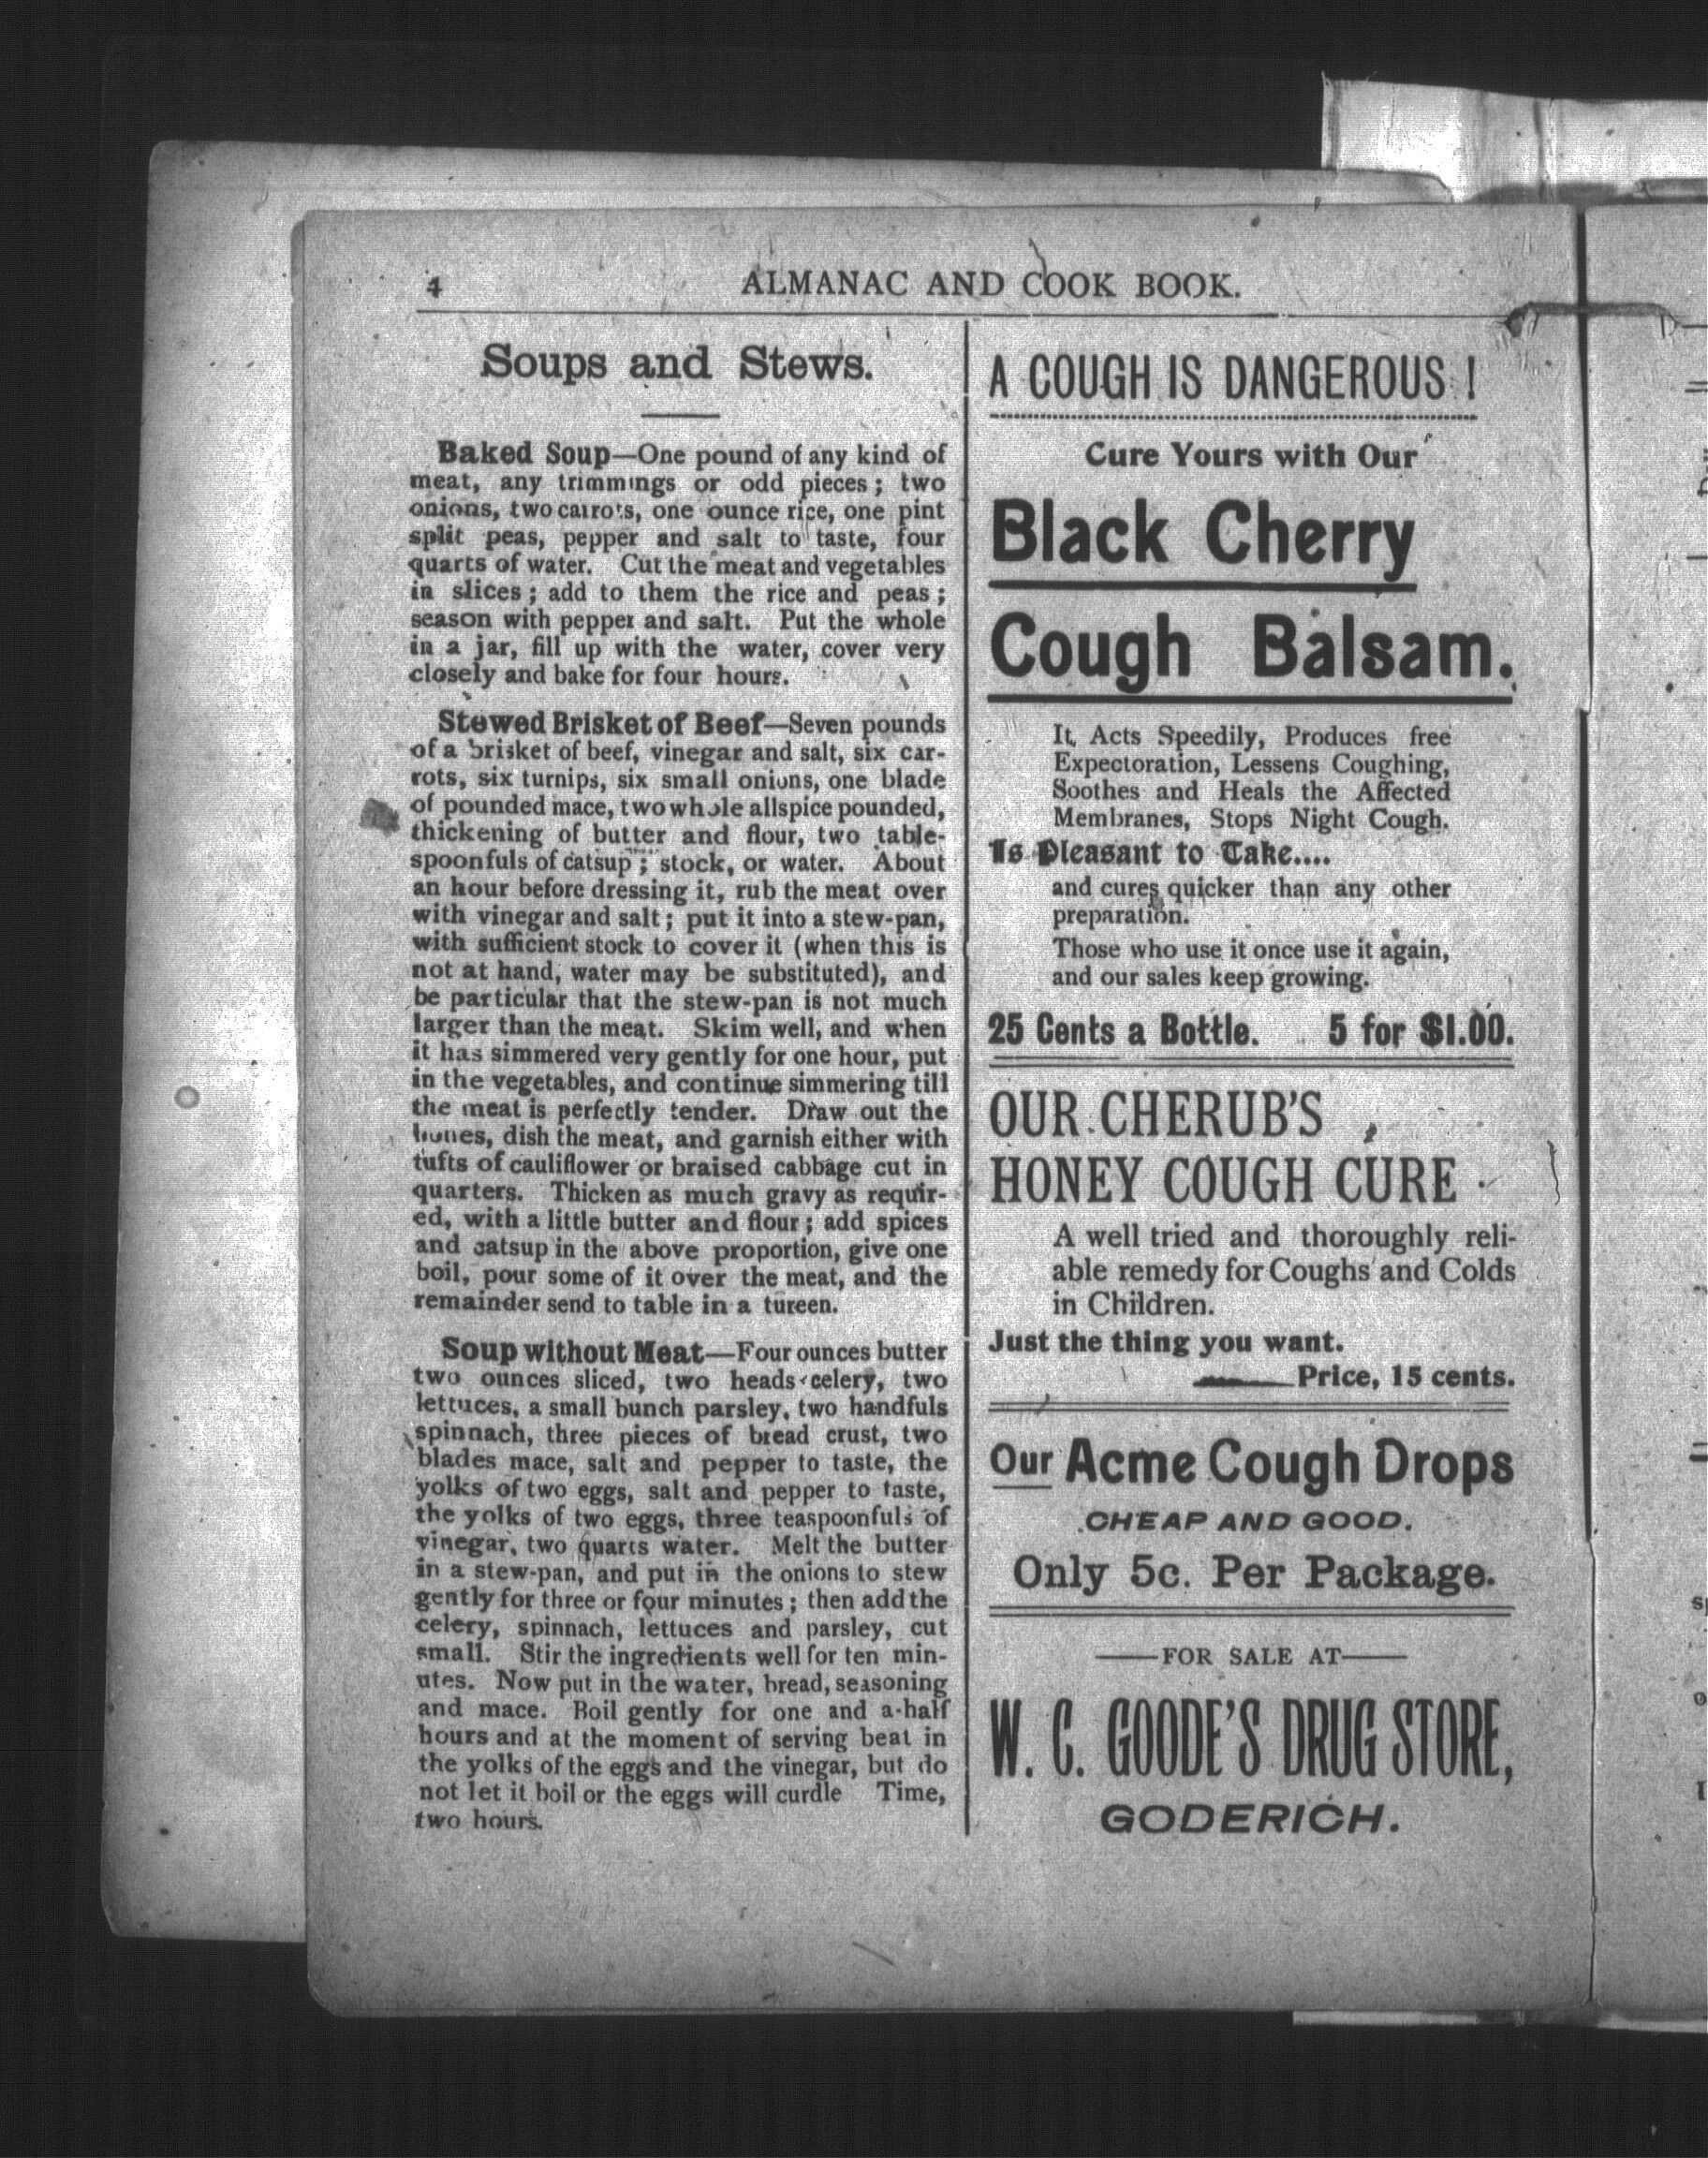 4
ALMANAC AND COOK BOOK.
Soups and Stews.
Baked Soup—One pound of any kind of
meat, any trimmings or odd pieces; two
onions, two carrots, one ounce rice, one pint
split peas, pepper and salt to taste, four
quarts of water. Cut the meat and vegetables
in slices; add to them the rice and peas;
season with pepper and salt. Put the whole
in a jar, fill up with the water, cover very
closely and bake for four hours.
Stewed Brisket of Beef—Seven pounds
of a brisket of beef, vinegar and salt, six car-
rots, six turnips, six small onions, one blade
of pounded mace, two whole allspice pounded,
thickening of butter and flour, two table-
spoonfuls of catsup; stock, or water. About
an hour before dressing it, rub the meat over
with vinegar and salt; put it into a stew-pan,
with sufficient stock to cover it (when this is
not at hand, water may be substituted), and
be particular that the stew-pan is not much
larger than the meat. Skim well, and when
it has simmered very gently for one hour, put
in the vegetables, and continue simmering till
the meat is perfectly tender. Draw out the
bones, dish the meat, and garnish either with
tufts of cauliflower or braised cabbage cut in
quarters. Thicken as much gravy as requir-
ed, with a little butter and flour; add spices
and catsup in the above proportion, give one
boil, pour some of it over the meat, and the
remainder send to table in a tureen.
Soup without Meat—Four ounces butter
two ounces sliced, two heads celery, two
lettuces, a small bunch parsley, two handfuls
spinnach, three pieces of bread crust, two
blades mace, salt and pepper to taste, the
yolks of two eggs, salt and pepper to taste,
the yolks of two eggs, three teaspoonfuls of
vinegar, two quarts water. Melt the butter
in a stew-pan, and put in the onions to stew
gently for three or four minutes; then add the
celery, spinnach, lettuces and parsley, cut
small. Stir the ingredients well for ten min-
utes. Now put in the water, bread, seasoning
and mace. Boil gently for one and a-half
hours and at the moment of serving beat in
the yolks of the eggs and the vinegar, but do
not let it boil or the eggs will curdle Time,
two hours.
A COUGH IS DANGEROUS!
Cure Yours with Our
Black Cherry
Cough Balsam.
It Acts Speedily, Produces free
Expectoration, Lessens Coughing,
Soothes and Heals the Affected
Membranes, Stops Night Cough.
Is Pleasant to Take....
and cures quicker than any other
preparation.
Those who use it once use it again,
and our sales keep growing.
25 Cents a Bottle. 5 for $1.00.
OUR CHERUB'S
HONEY COUGH CURE
A well tried and thoroughly reli-
able remedy for Coughs and Colds
in Children.
Just the thing you want.
Price, 15 cents.
Our Acme Cough Drops
CHEAP AND GOOD.
Only 5c. Per Package.
—FOR SALE AT—
W. C. GOODE'S DRUG STORE,
GODERICH.